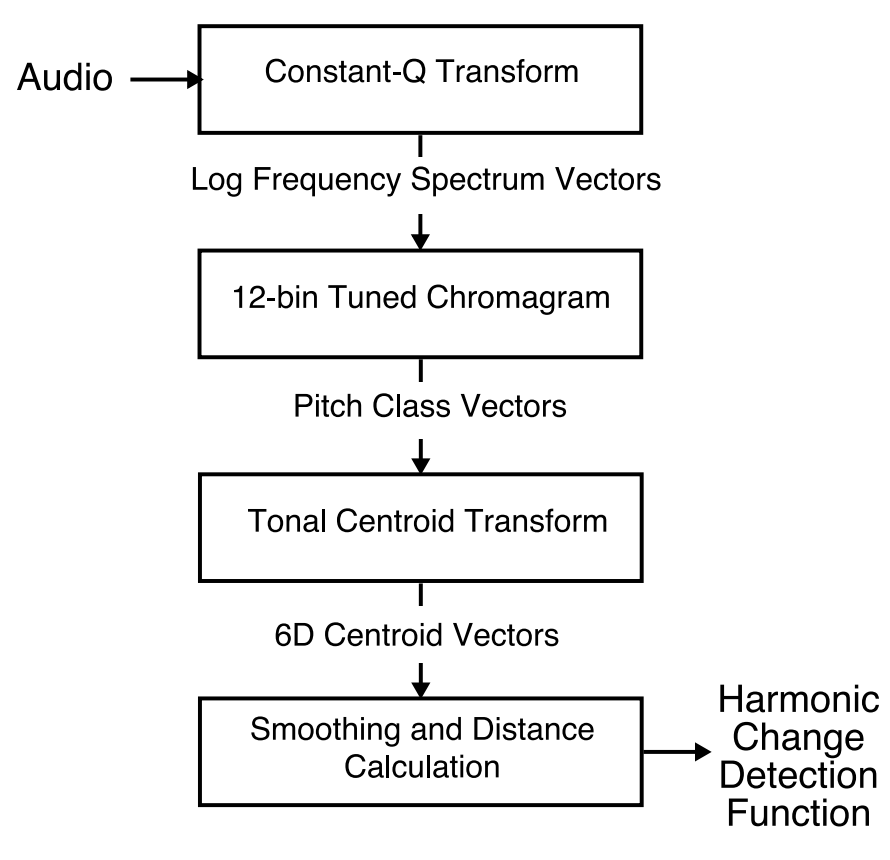 Audio
Constant-Q Transform
Log Frequency Spectrum Vectors
12-bin Tuned Chromagram
Pitch Class Vectors
Tonal Centroid Transform
6D Centroid Vectors
Smoothing and Distance
Calculation
Harmonic
Change
Detection
Function